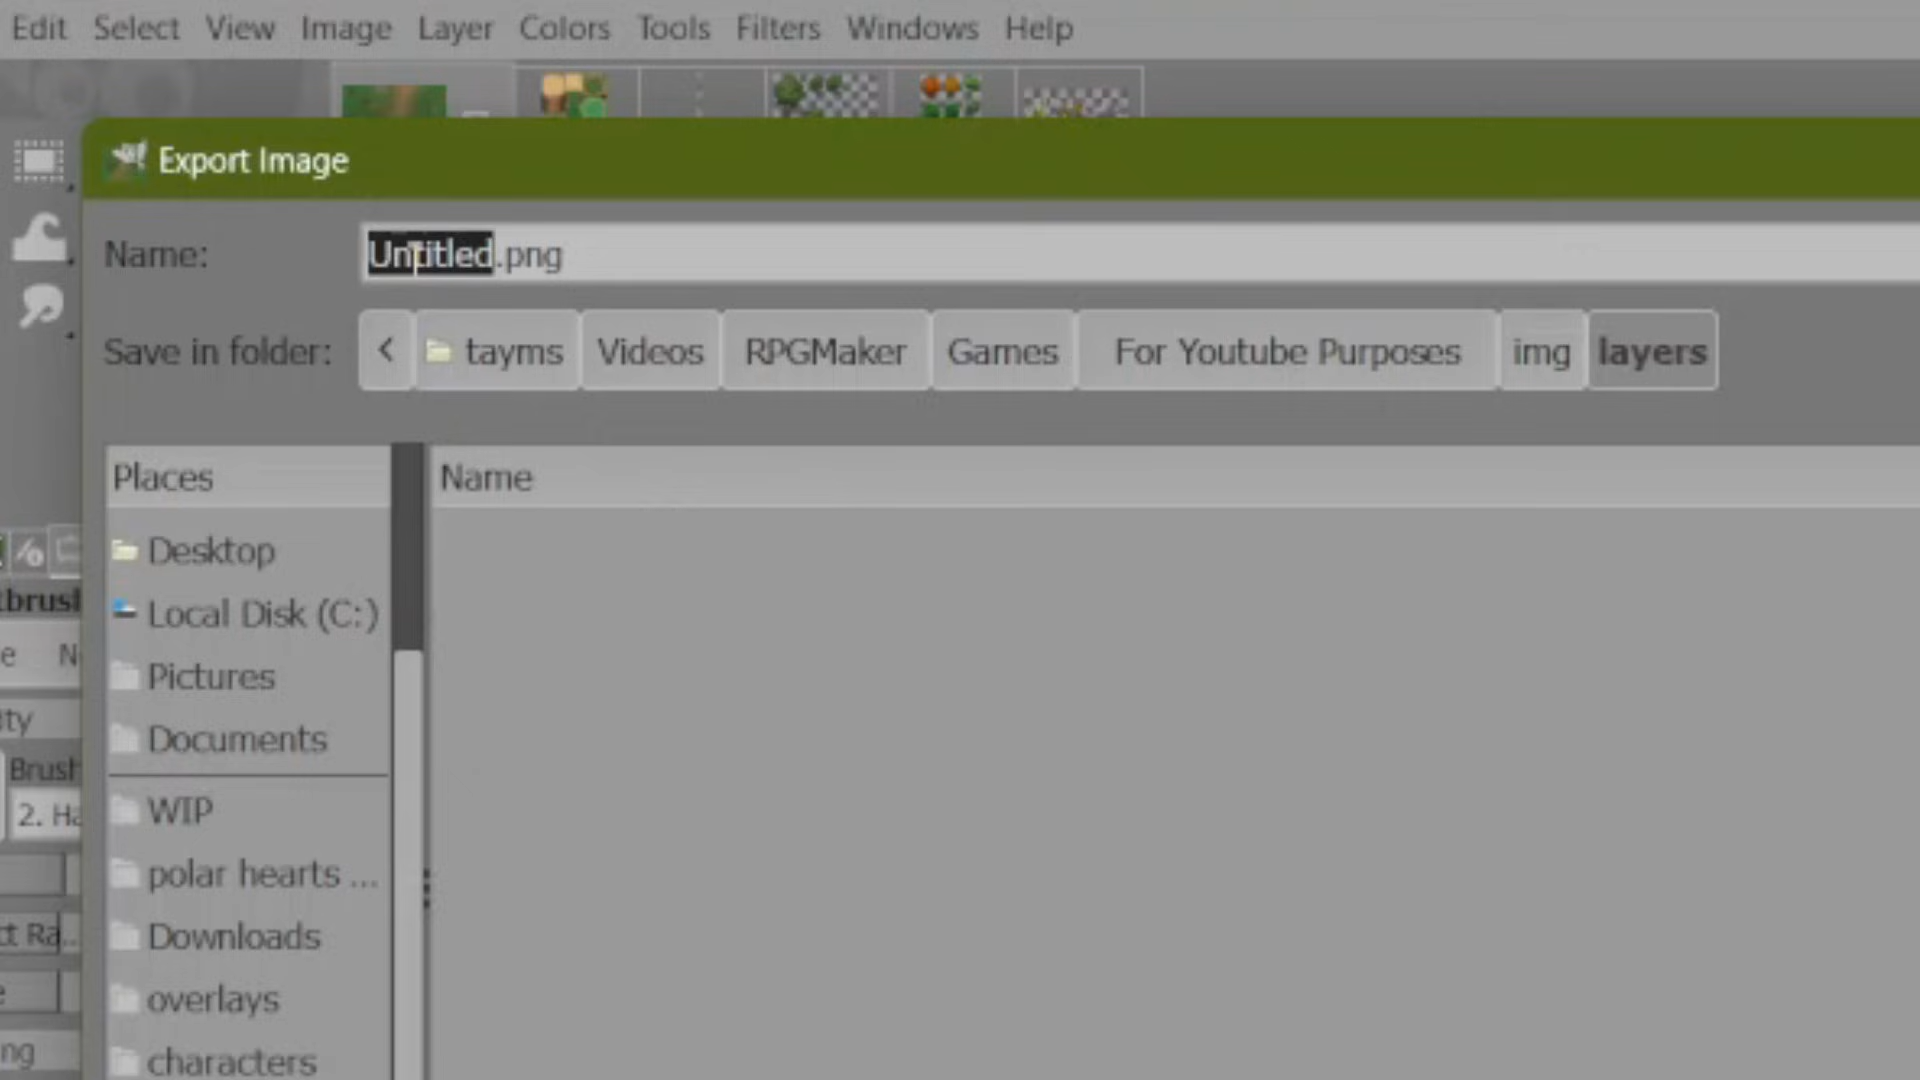 Edit Select View Image Layer Colors Tools Filters Windows Help
Export Image
Name: Untitled.png
Save in folder: < tayms Videos RPGMaker Games For Youtube Purposes img layers
Places Name
Desktop
Local Disk (C:)
Pictures
Documents
WIP
polar hearts ...
Downloads
overlays
characters
Brush
2.